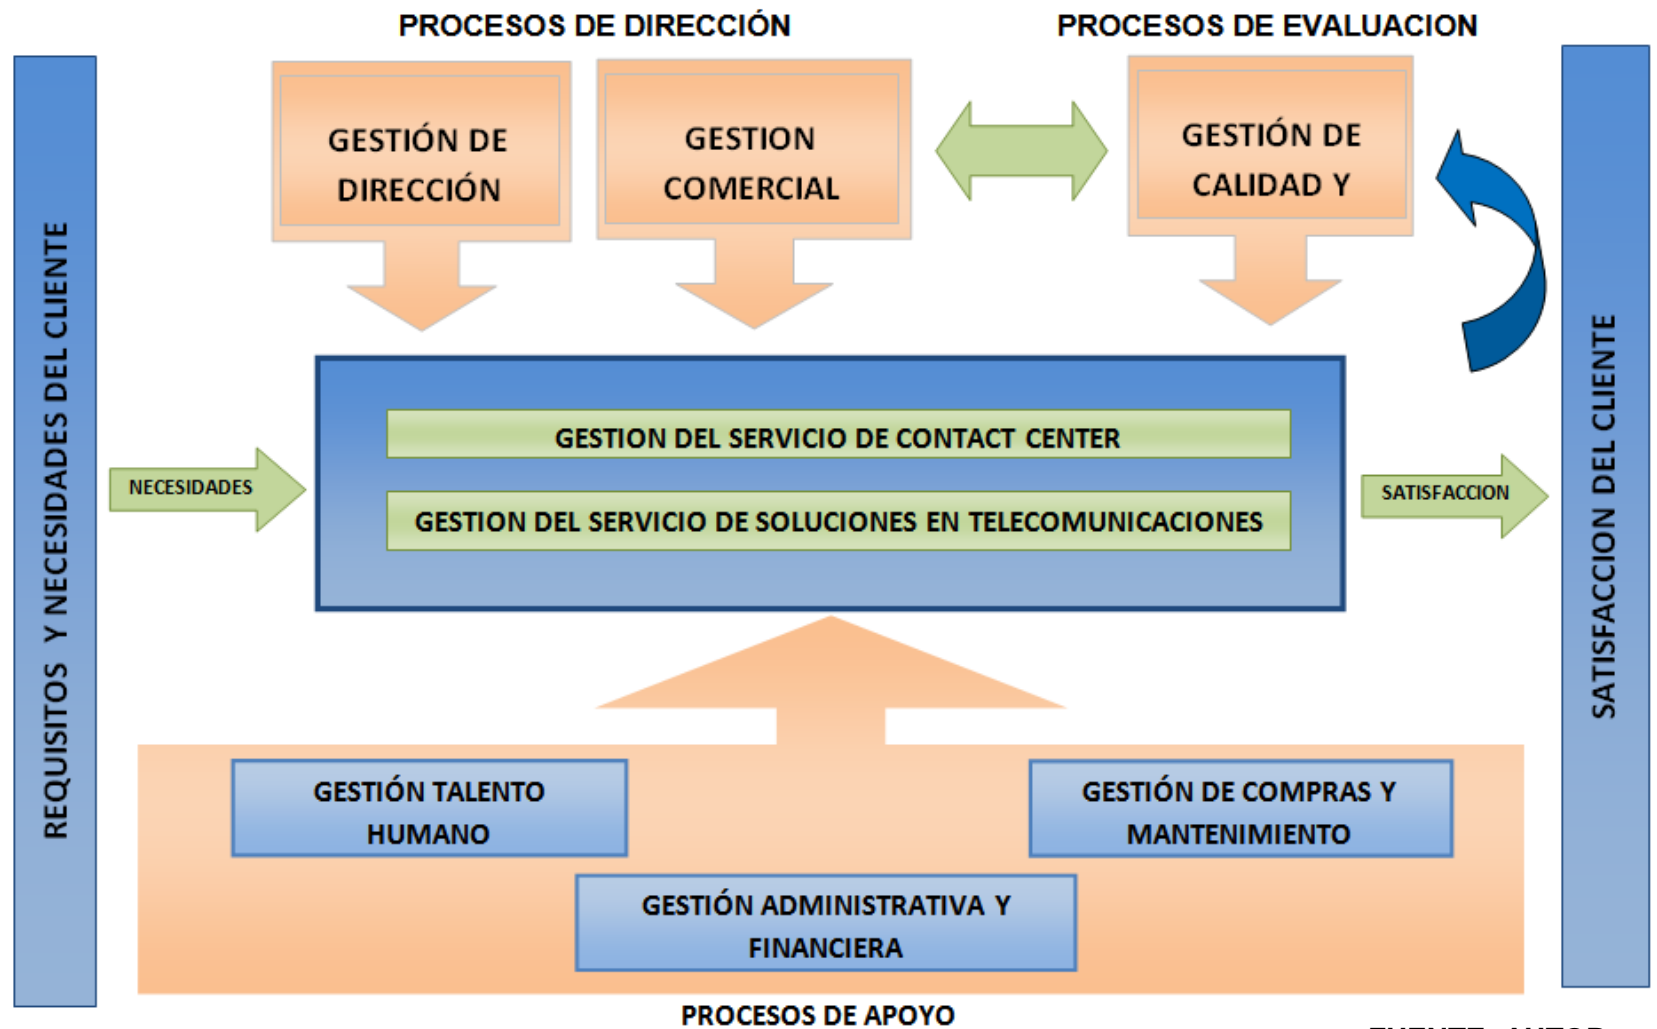 PROCESOS DE DIRECCIÓN
PROCESOS DE EVALUACION
GESTIÓN DE
DIRECCIÓN
GESTION
COMERCIAL
GESTIÓN DE
CALIDAD Y
REQUISITOS Y NECESIDADES DEL CLIENTE
NECESIDADES
GESTION DEL SERVICIO DE CONTACT CENTER
GESTION DEL SERVICIO DE SOLUCIONES EN TELECOMUNICACIONES
SATISFACCION
SATISFACCION DEL CLIENTE
GESTIÓN TALENTO
HUMANO
GESTIÓN DE COMPRAS Y
MANTENIMIENTO
GESTIÓN ADMINISTRATIVA Y
FINANCIERA
PROCESOS DE APOYO